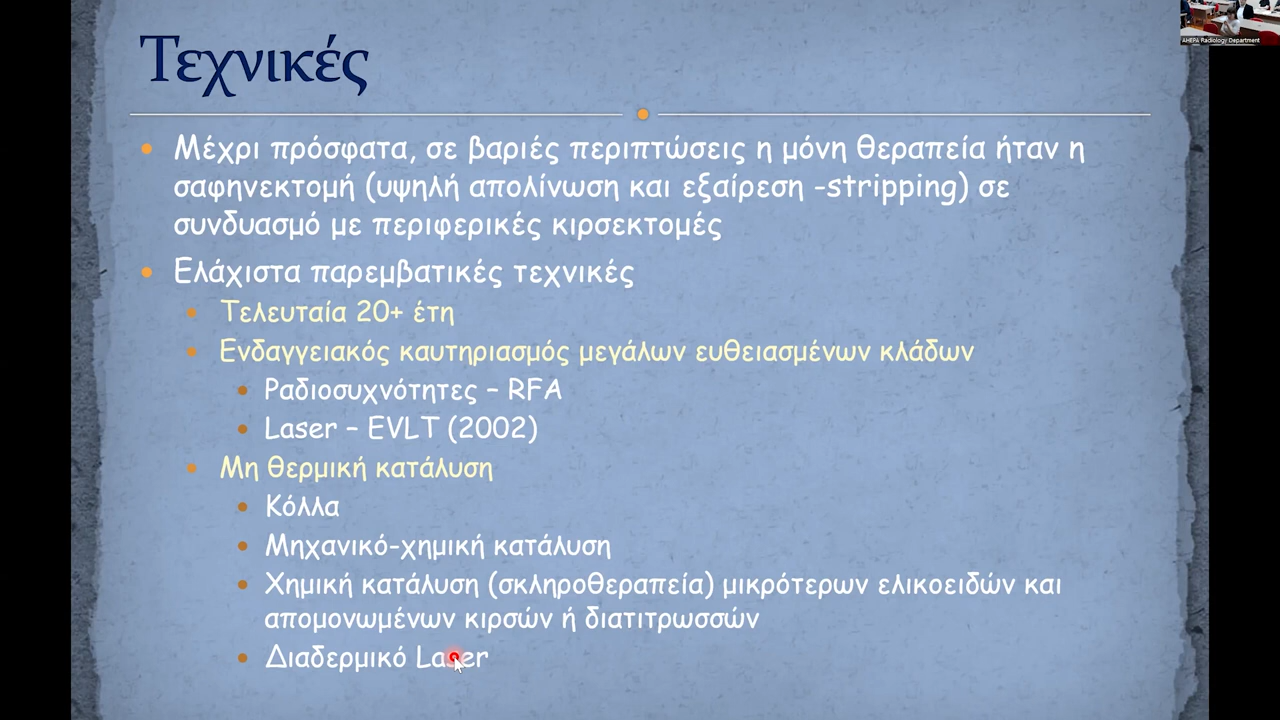 AHEPA Radiology Department
Τεχνικές
Μέχρι πρόσφατα, σε βαριές περιπτώσεις η μόνη θεραπεία ήταν η
σαφηνεκτομή (υψηλή απολίνωση και εξαίρεση -stripping) σε
συνδυασμό με περιφερικές κιρσεκτομές
Ελάχιστα παρεμβατικές τεχνικές
Τελευταία 20+ έτη
Ενδαγγειακός καυτηριασμός μεγάλων ευθειασμένων κλάδων
Ραδιοσυχνότητες – RFA
Laser – EVLT (2002)
Μη θερμική κατάλυση
Κόλλα
Μηχανικό-χημική κατάλυση
Χημική κατάλυση (σκληροθεραπεία) μικρότερων ελικοειδών και
απομονωμένων κιρσών ή διατιτρωσσών
Διαδερμικό Laser